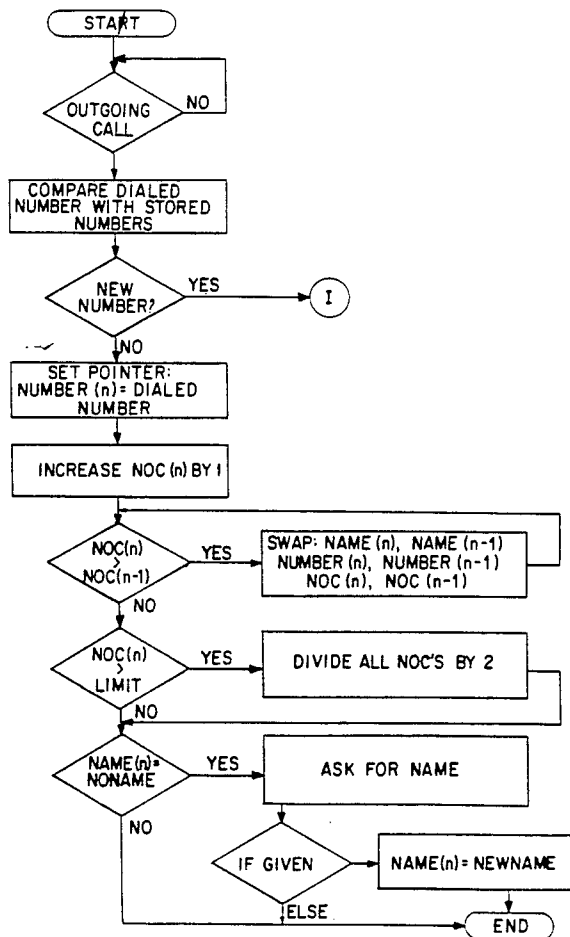 START
NO
OUTGOING
CALL
COMPARE DIALED
NUMBER WITH STORED
NUMBERS
NEW
NUMBER?
YES
I
NO
SET POINTER:
NUMBER (n) = DIALED
NUMBER
INCREASE NOC (n) BY 1
NOC(n)
>
NOC(n-1)
YES
SWAP: NAME (n), NAME (n-1)
NUMBER (n), NUMBER (n-1)
NOC (n), NOC (n-1)
NO
NOC(n)
>
LIMIT
YES
DIVIDE ALL NOC'S BY 2
NO
NAME(n)=
NONAME
YES
ASK FOR NAME
NO
IF GIVEN
NAME(n) = NEWNAME
ELSE
END